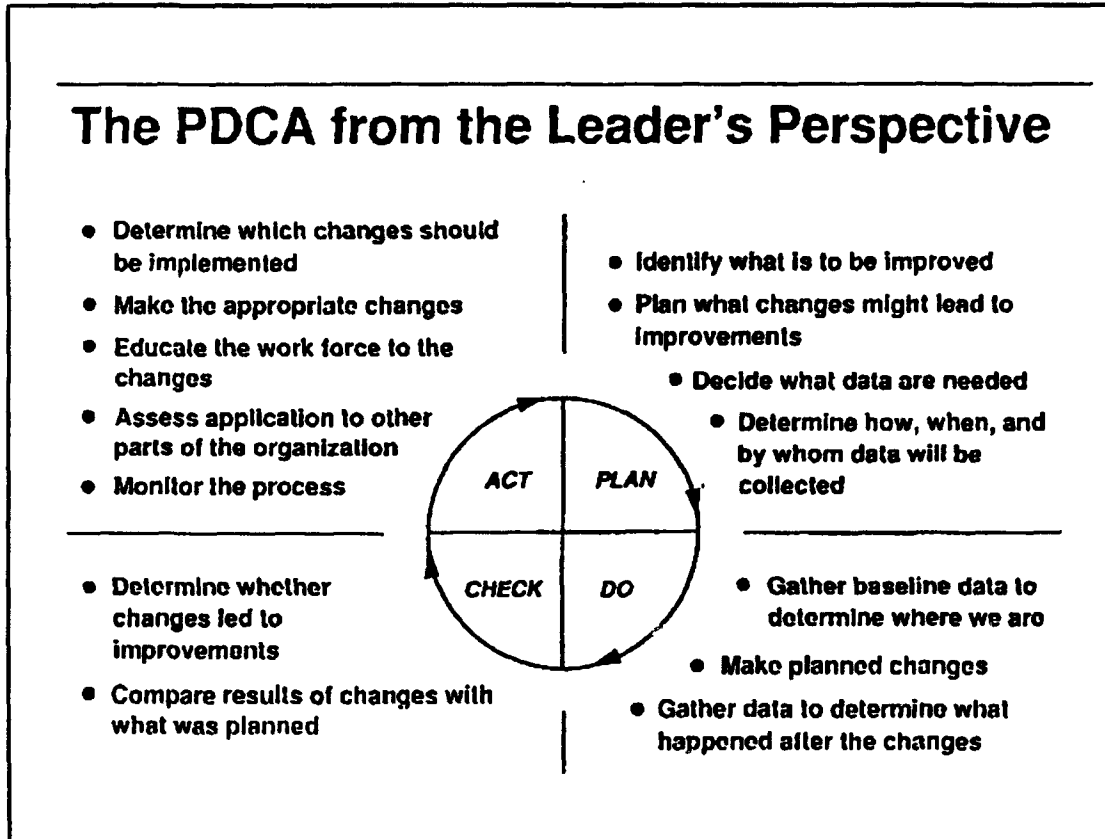 The PDCA from the Leader's Perspective
• Determine which changes should
be implemented
• Make the appropriate changes
• Educate the work force to the
changes
• Assess application to other
parts of the organization
• Monitor the process
• Identify what is to be improved
• Plan what changes might lead to
improvements
• Decide what data are needed
• Determine how, when, and
by whom data will be
collected
ACT
PLAN
CHECK
DO
• Determine whether
changes led to
improvements
• Compare results of changes with
what was planned
• Gather baseline data to
determine where we are
• Make planned changes
• Gather data to determine what
happened after the changes